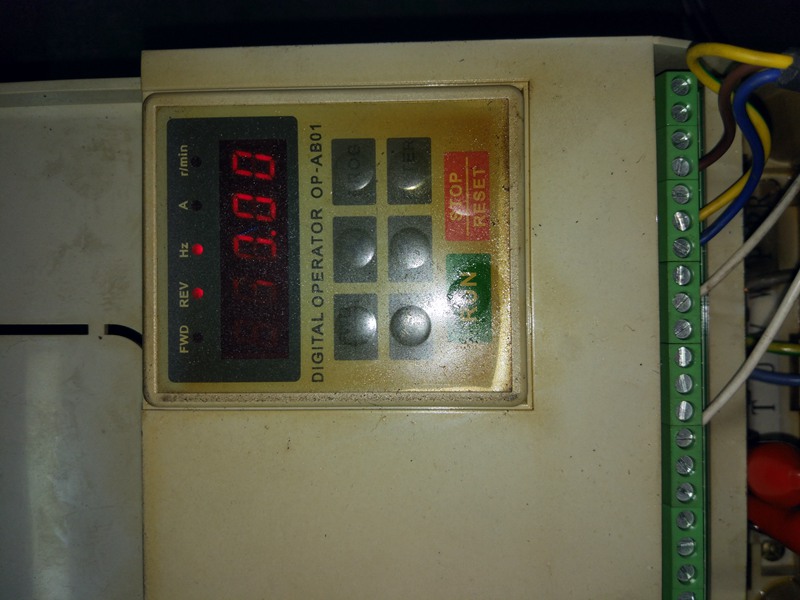 FWD REV Hz A r/min
DIGITAL OPERATOR OP-AB01
STOP
RESET
RUN